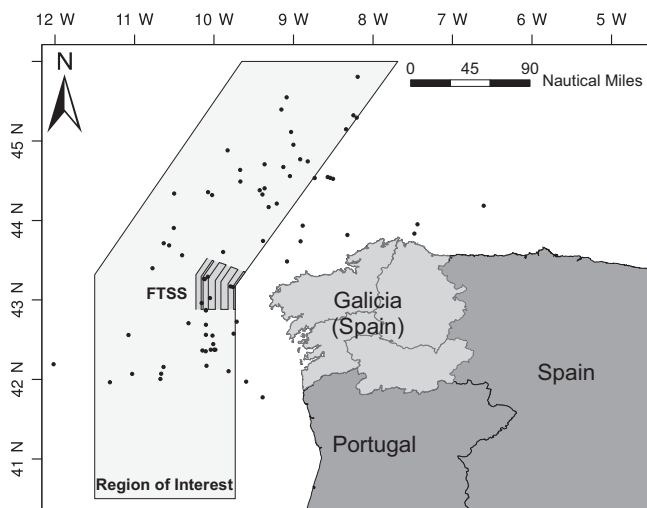 12 W 11 W 10 W 9 W 8 W 7 W 6 W 5 W
N
0 45 90
Nautical Miles
45 N
44 N
43 N
42 N
41 N
FTSS
Galicia
(Spain)
Spain
Portugal
Region of Interest